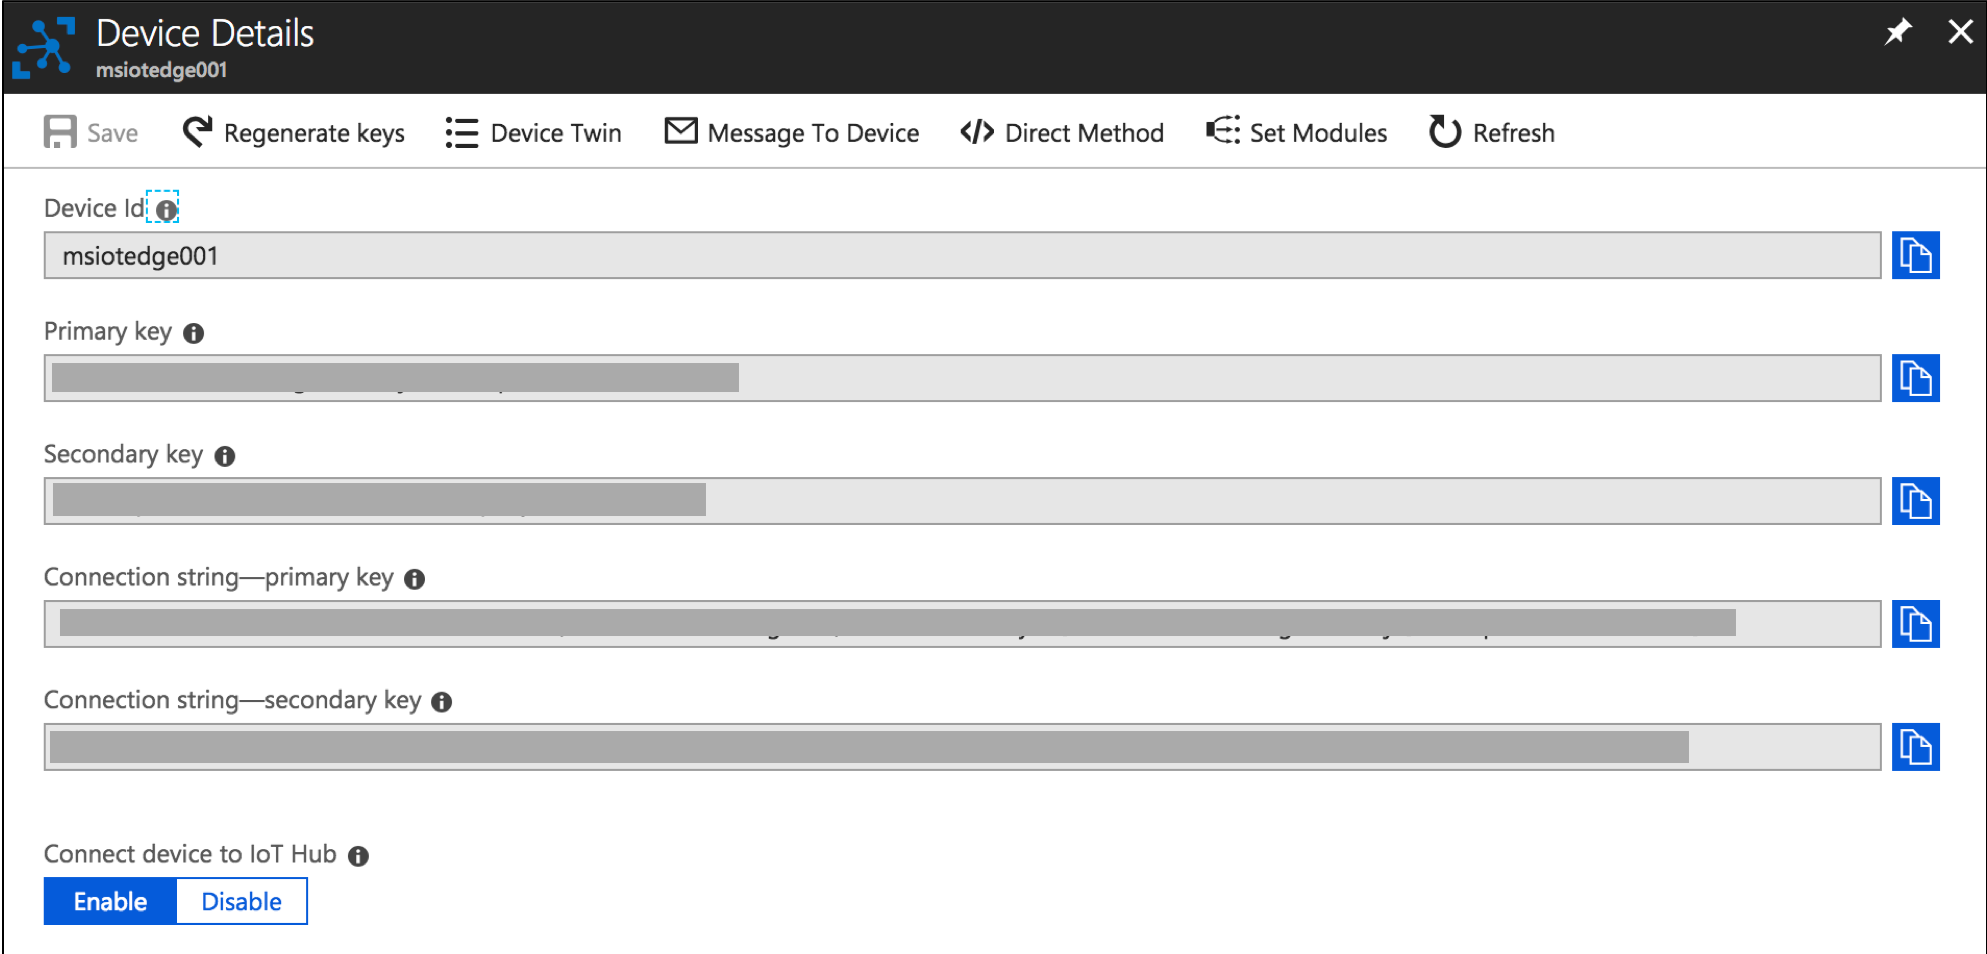 Device Details
msiotedge001
Save Regenerate keys Device Twin Message To Device Direct Method Set Modules Refresh
Device Id
msiotedge001
Primary key
Secondary key
Connection string—primary key
Connection string—secondary key
Connect device to IoT Hub
Enable Disable